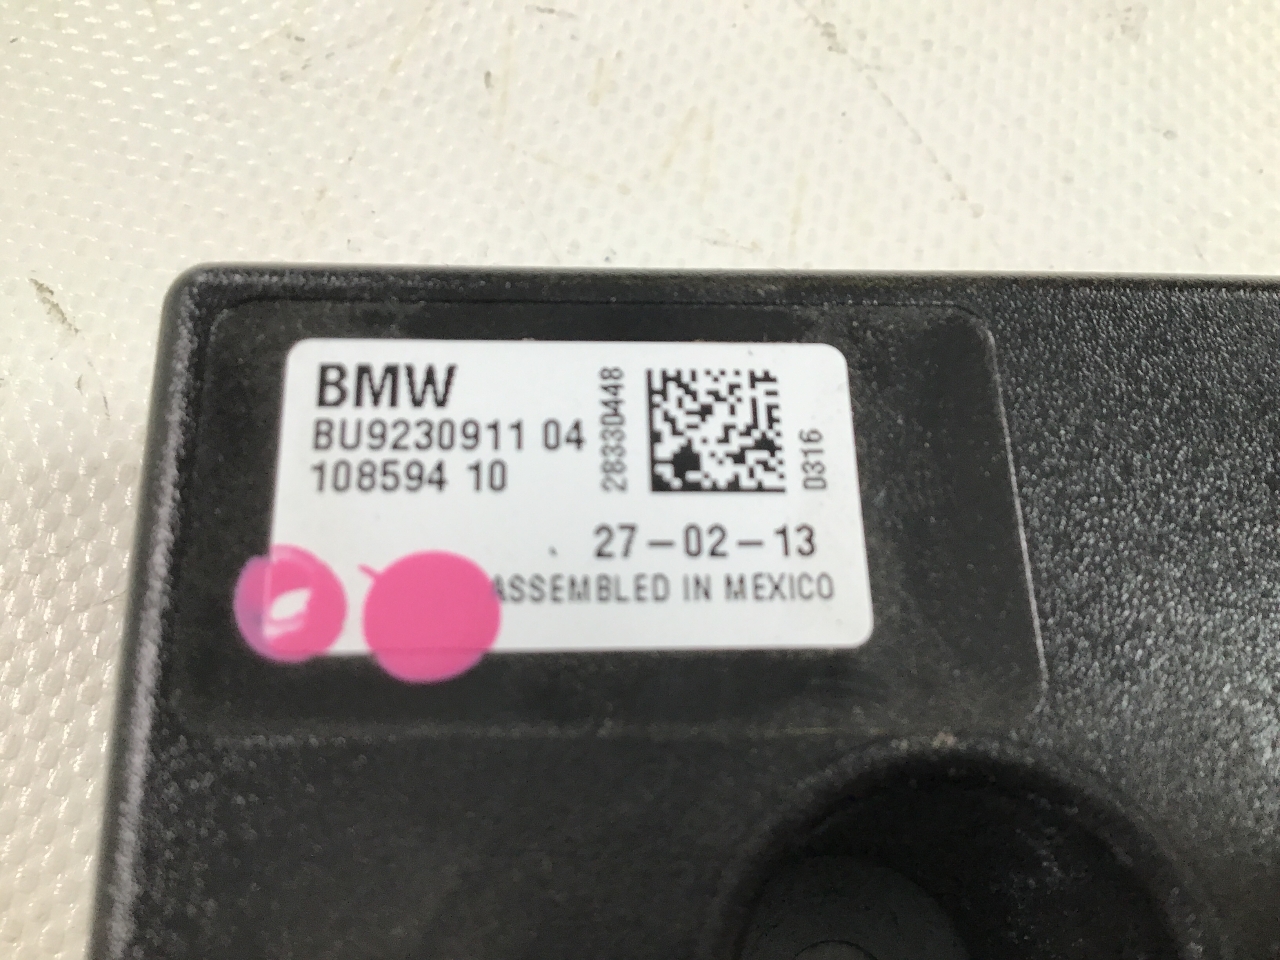 BMW
BU9230911 04
108594 10
28330448
0316
27-02-13
ASSEMBLED IN MEXICO